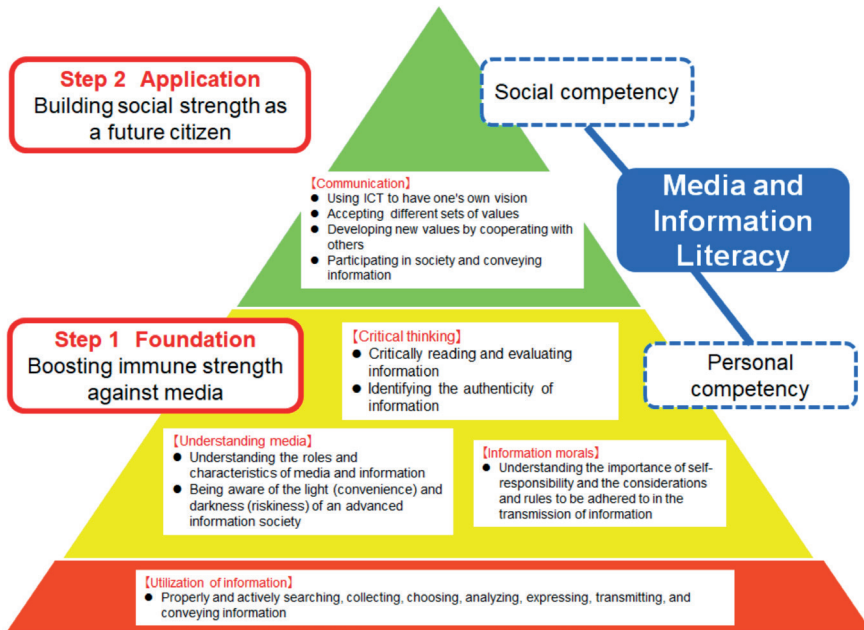 Step 2 Application
Building social strength as
a future citizen
Social competency
Media and
Information
Literacy
【Communication】
● Using ICT to have one's own vision
● Accepting different sets of values
● Developing new values by cooperating with
others
● Participating in society and conveying
information
Step 1 Foundation
Boosting immune strength
against media
【Critical thinking】
● Critically reading and evaluating
information
● Identifying the authenticity of
information
Personal
competency
【Understanding media】
● Understanding the roles and
characteristics of media and information
● Being aware of the light (convenience) and
darkness (riskiness) of an advanced
information society
【Information morals】
● Understanding the importance of self-
responsibility and the considerations
and rules to be adhered to in the
transmission of information
【Utilization of information】
● Properly and actively searching, collecting, choosing, analyzing, expressing, transmitting, and
conveying information